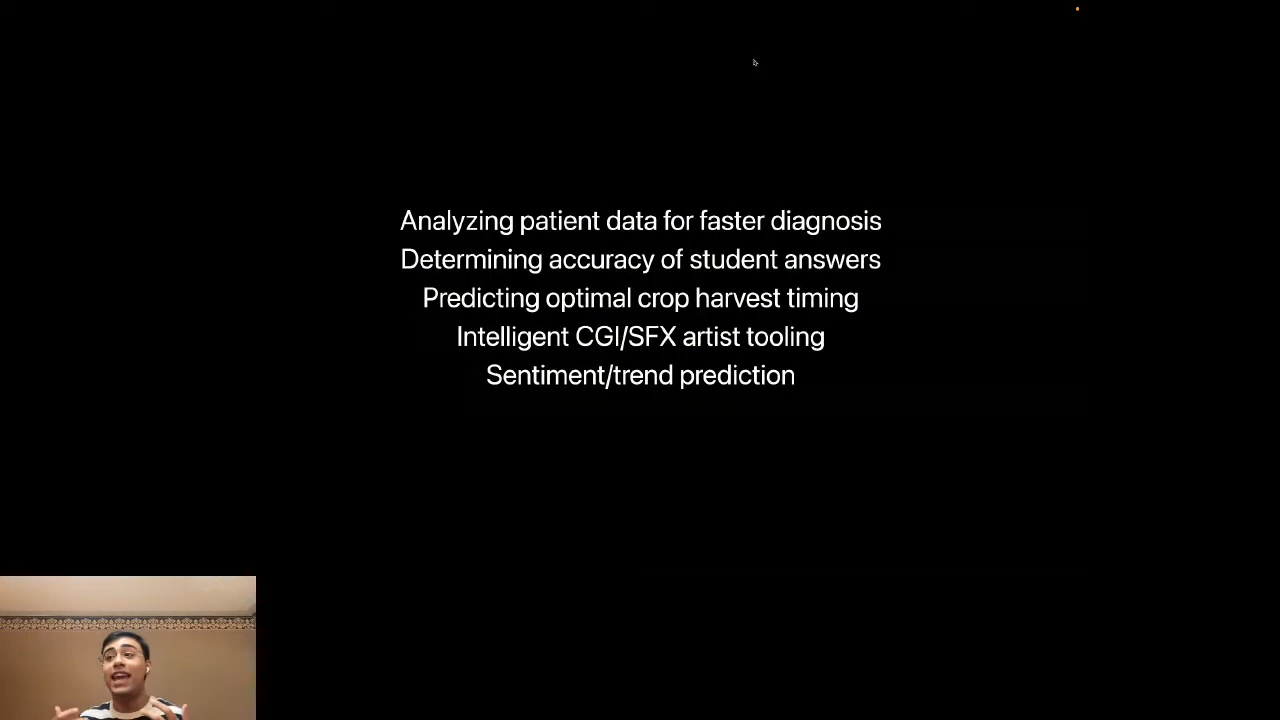 Analyzing patient data for faster diagnosis
Determining accuracy of student answers
Predicting optimal crop harvest timing
Intelligent CGI/SFX artist tooling
Sentiment/trend prediction